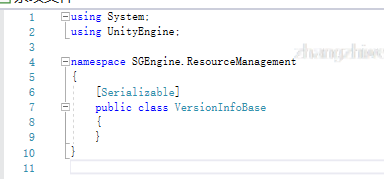 1 using System;
2 using UnityEngine;
3
4 namespace SGEngine.ResourceManagement
5 {
6 [Serializable]
7 public class VersionInfoBase
8 {
9 }
10 }
11